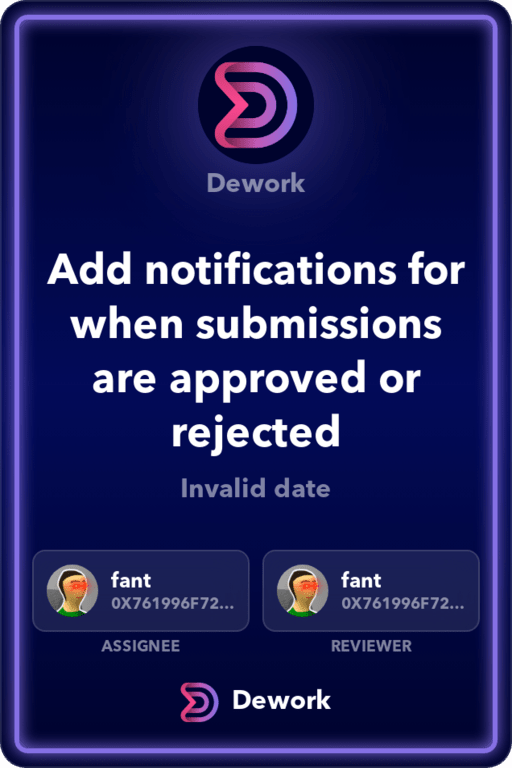 Dework
Add notifications for
when submissions
are approved or
rejected
Invalid date
fant
0X761996F72...
fant
0X761996F72...
ASSIGNEE
REVIEWER
Dework